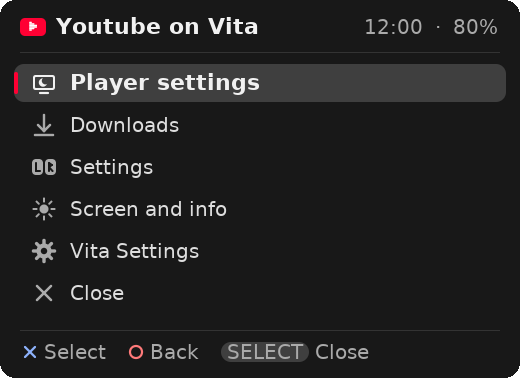 Youtube on Vita 12:00 · 80%
Player settings
Downloads
L R Settings
Screen and info
Vita Settings
Close
Select Back SELECT Close